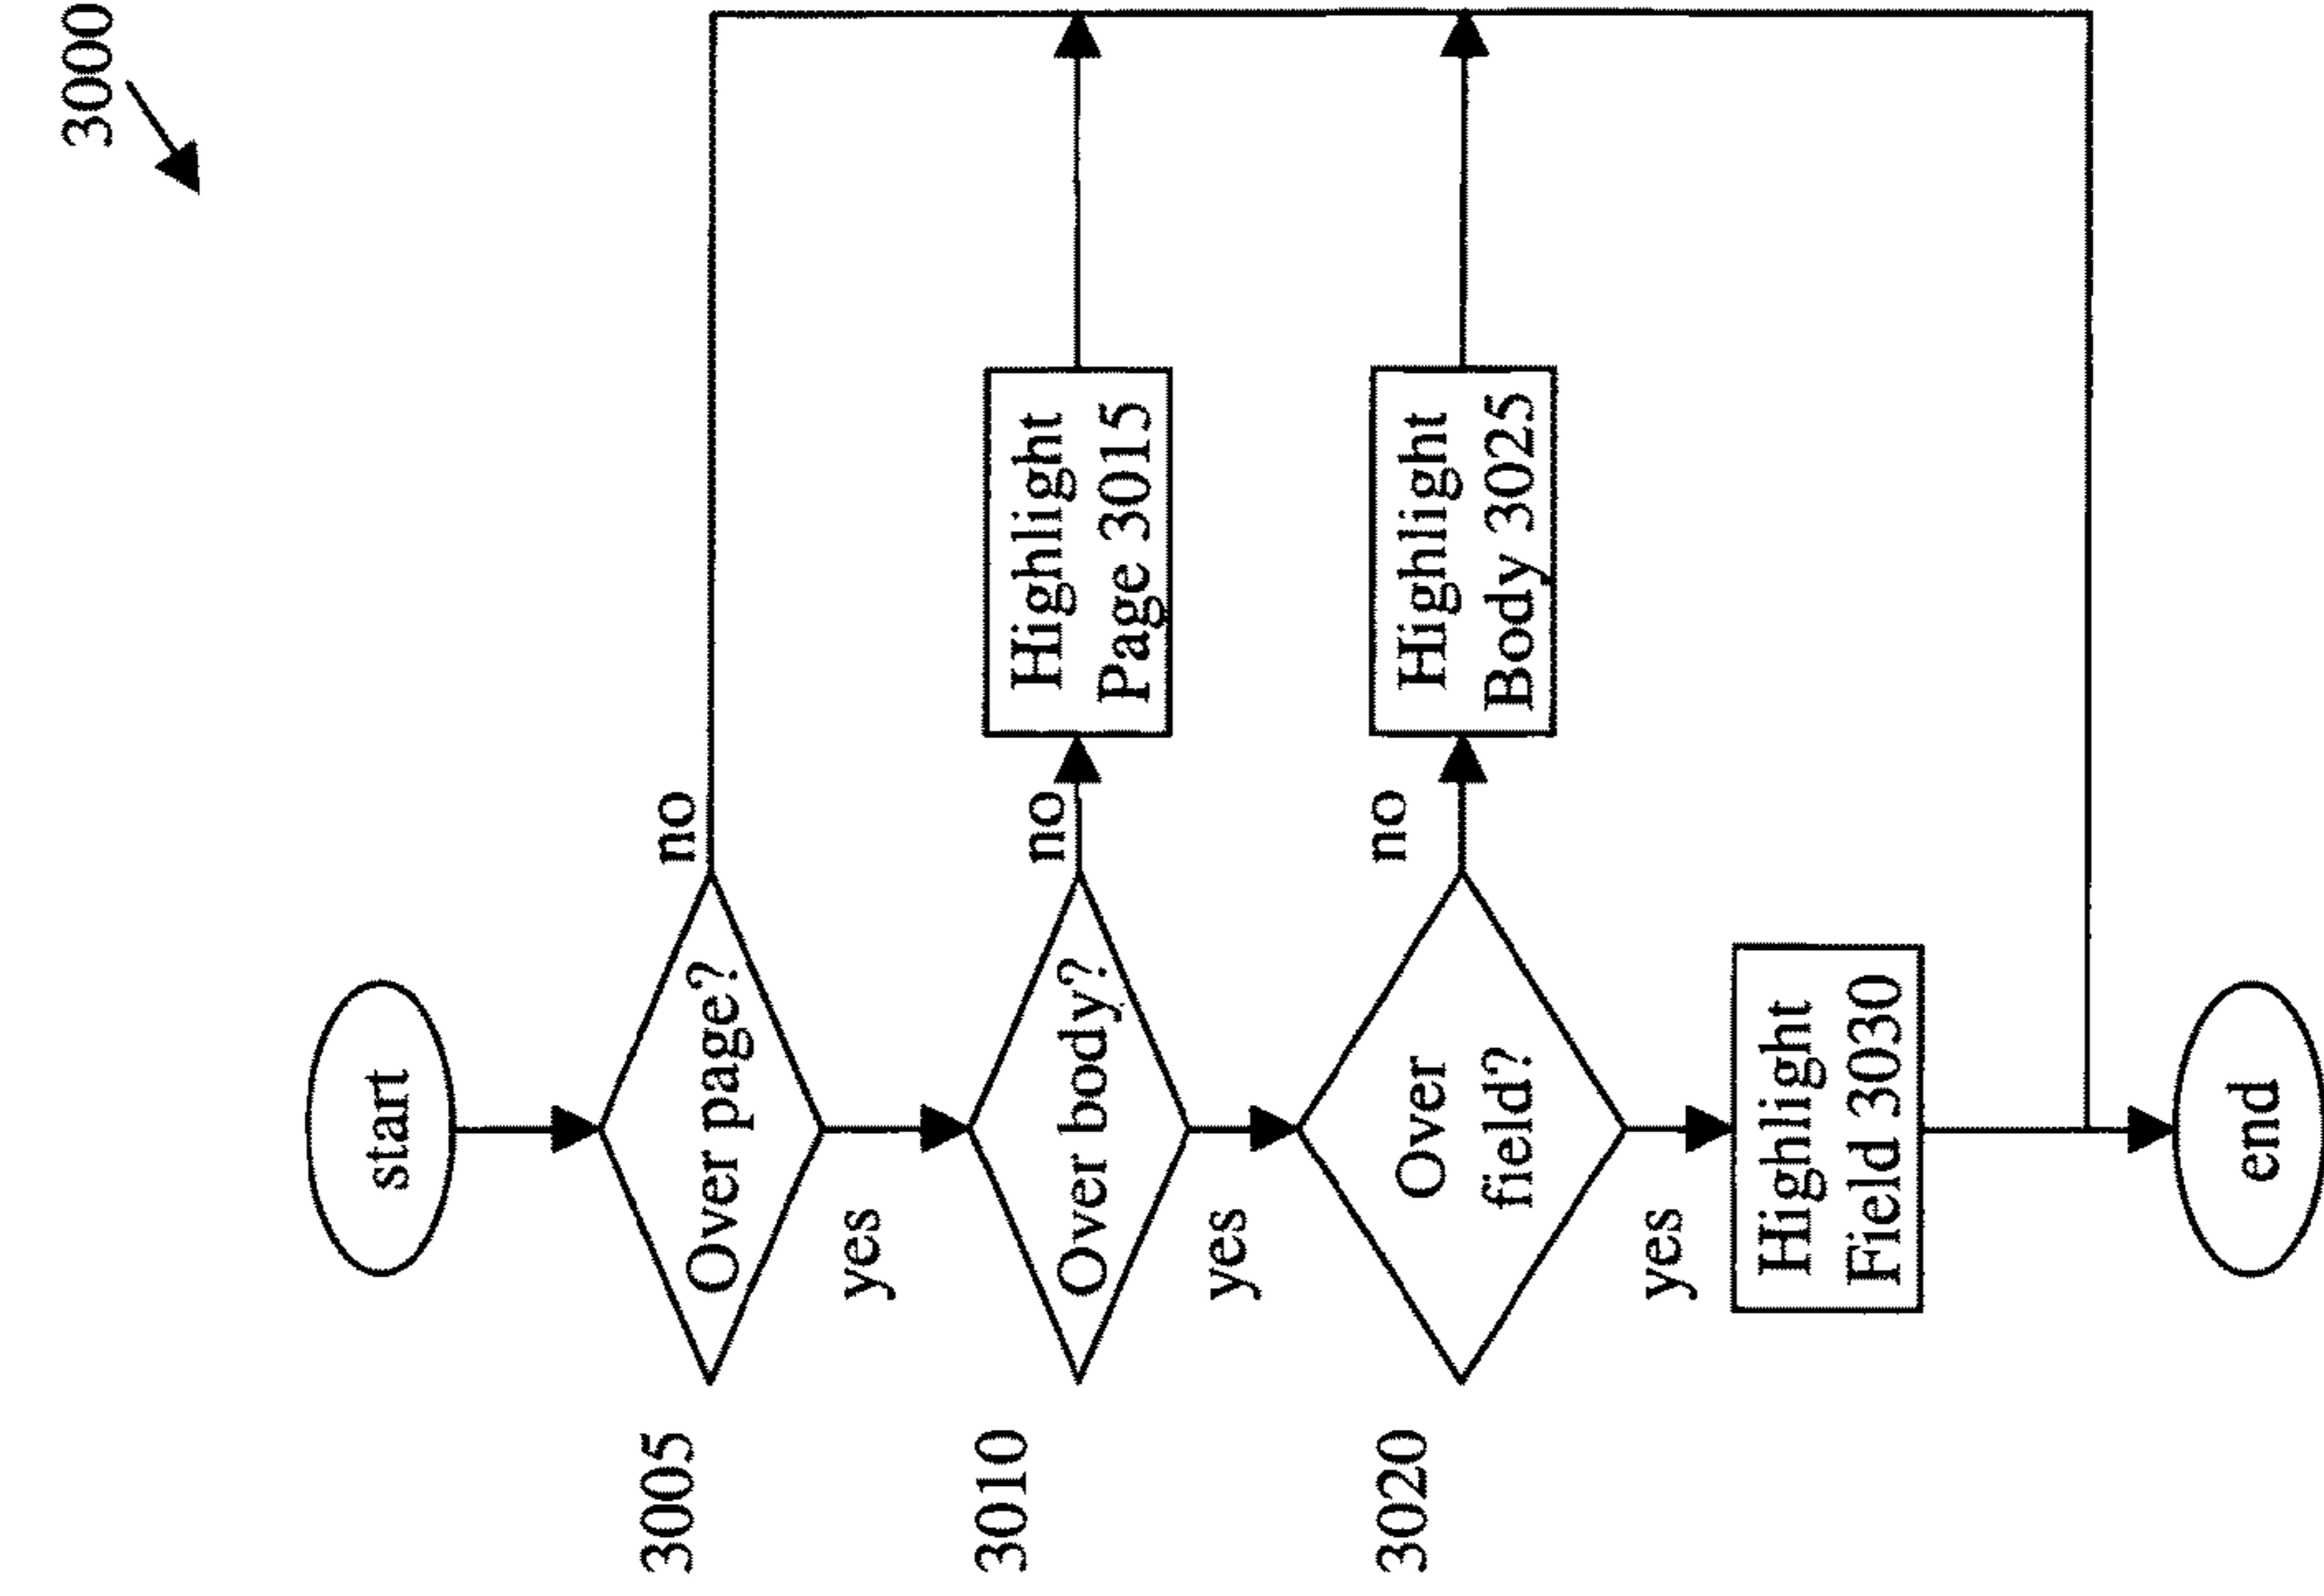 3000
start
3005
Over page?
no
yes
3010
Over body?
no
Highlight
Page 3015
yes
3020
Over
field?
no
Highlight
Body 3025
yes
Highlight
Field 3030
end